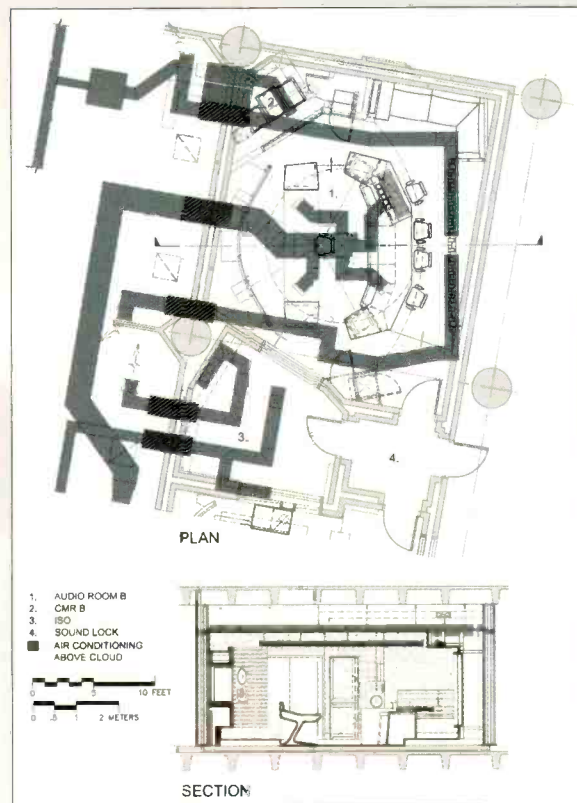 2
1.
3.
4.
PLAN
1. AUDIO ROOM B
2. CMR B
3. ISO
4. SOUND LOCK
AIR CONDITIONING
ABOVE CLOUD
0 5 10 FEET
0 .5 1 2 METERS
SECTION